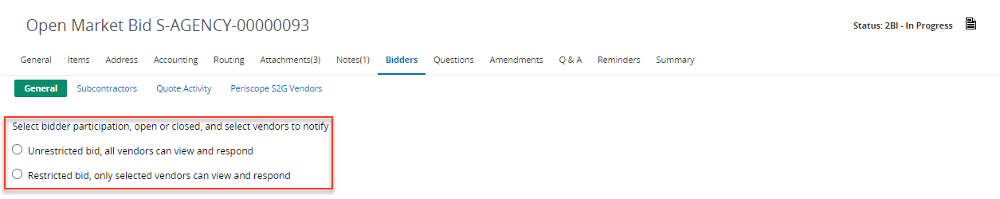 Open Market Bid S-AGENCY-00000093
Status: 2BI - In Progress
General Items Address Accounting Routing Attachments(3) Notes(1) Bidders Questions Amendments Q & A Reminders Summary
General Subcontractors Quote Activity Periscope S2G Vendors
Select bidder participation, open or closed, and select vendors to notify
Unrestricted bid, all vendors can view and respond
Restricted bid, only selected vendors can view and respond